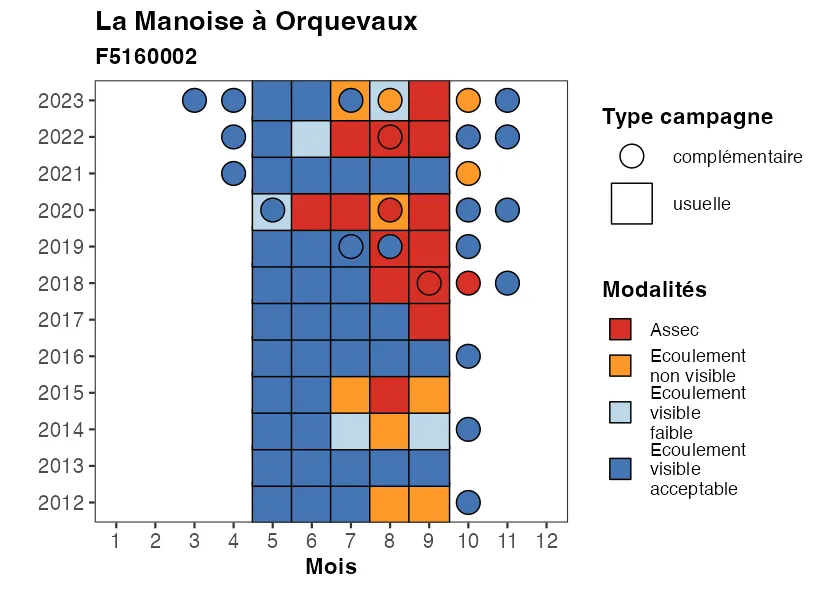 La Manoise à Orquevaux
F5160002
2023
2022
2021
2020
2019
2018
2017
2016
2015
2014
2013
2012
1 2 3 4 5 6 7 8 9 10 11 12
Mois
Type campagne
complémentaire
usuelle
Modalités
Assec
Ecoulement
non visible
Ecoulement
visible
faible
Ecoulement
visible
acceptable